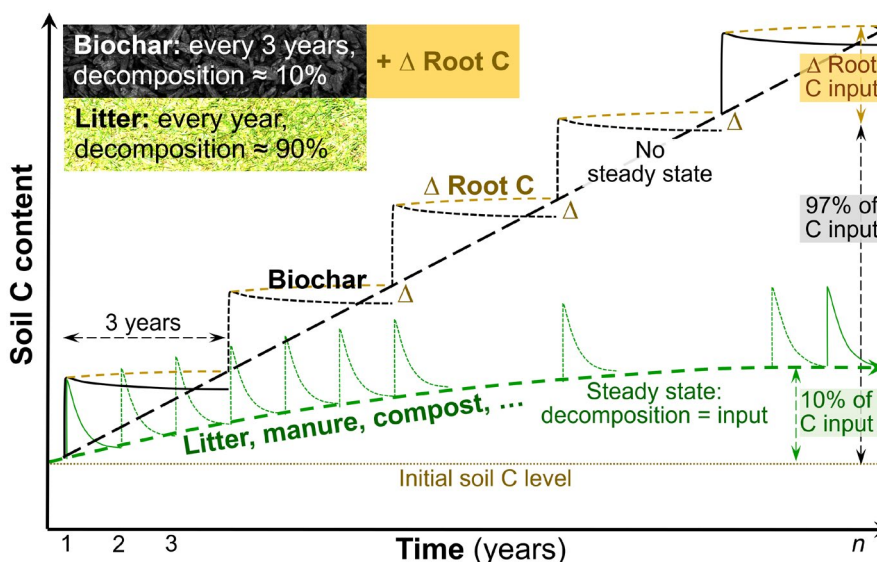 Biochar: every 3 years,
decomposition ≈ 10%
+ Δ Root C
Litter: every year,
decomposition ≈ 90%
Δ Root
C input
No
steady state
Δ
Δ Root C
Δ
97% of
C input
Biochar
Δ
3 years
Steady state:
decomposition = input
10% of
C input
Litter, manure, compost, …
Initial soil C level
Soil C content
1
2
3
n
Time (years)